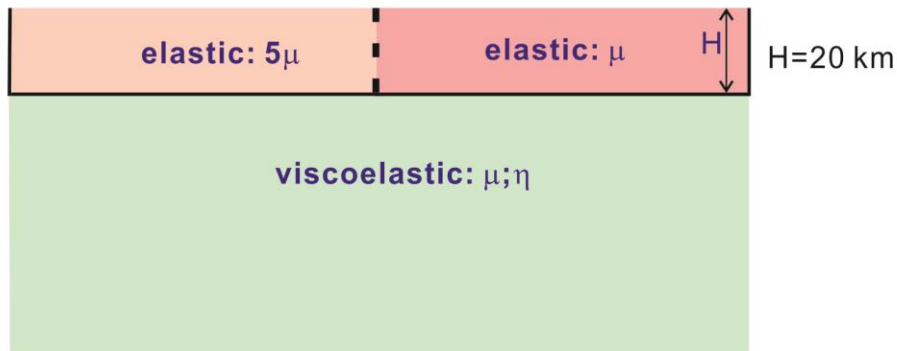 elastic: 5μ
elastic: μ
H
H=20 km
viscoelastic: μ;η